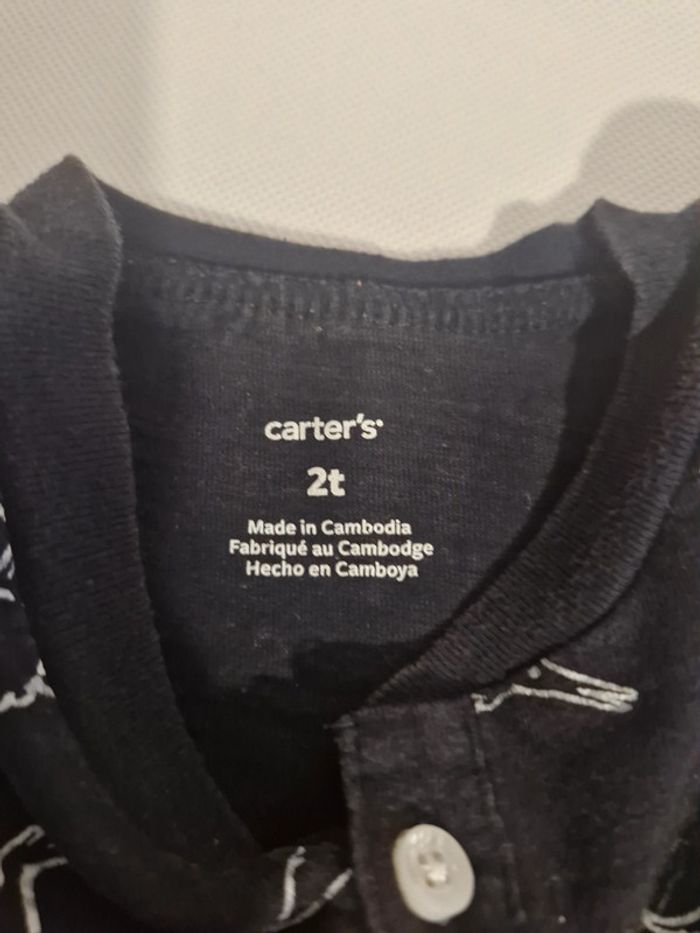 carter's
2t
Made in Cambodia
Fabriqué au Cambodge
Hecho en Camboya